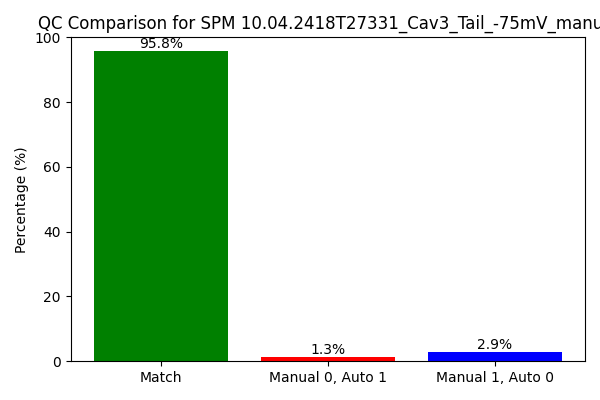 QC Comparison for SPM 10.04.2418T27331_Cav3_Tail_-75mV_manu
Percentage (%)
100
80
60
40
20
0
95.8%
1.3%
2.9%
Match
Manual 0, Auto 1
Manual 1, Auto 0